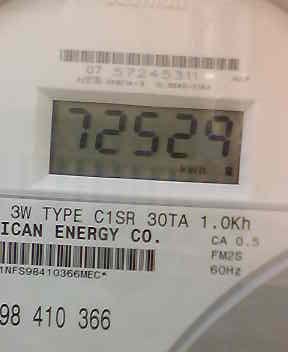 07 57245311
72529
kWh
3W TYPE C1SR 30TA 1.0Kh
ICAN ENERGY CO.
CA 0.5
FM2S
60Hz
1NFS98410366MEC*
98 410 366